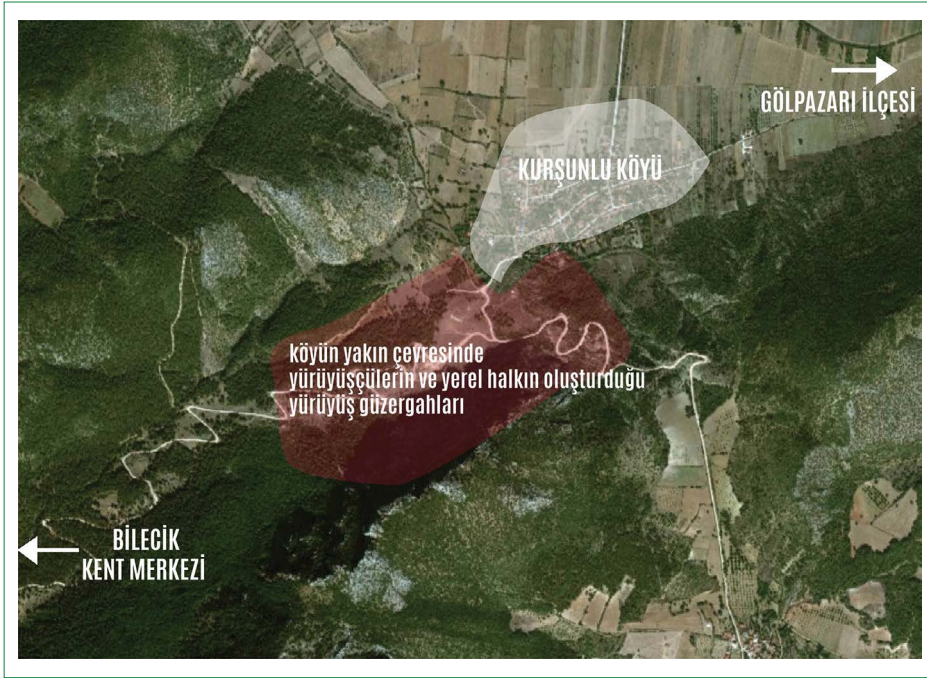 GÖLPAZARI İLÇESİ
KURŞUNLU KÖYÜ
köyün yakın çevresinde
yürüyüşçülerin ve yerel halkın oluşturduğu
yürüyüş güzergahları
BİLECİK
KENT MERKEZİ